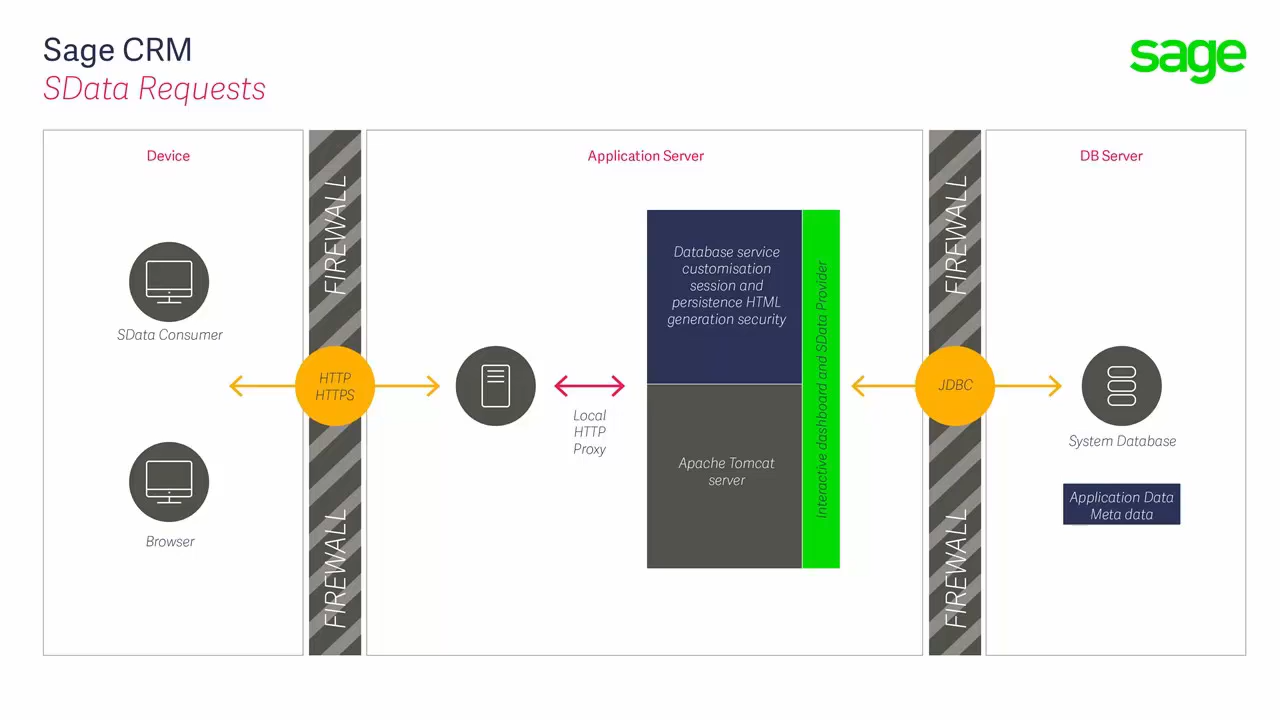 Sage CRM
SData Requests
sage
Device
Application Server
DB Server
FIREWALL
FIREWALL
SData Consumer
HTTP
HTTPS
Browser
FIREWALL
FIREWALL
Local
HTTP
Proxy
Database service
customisation
session and
persistence HTML
generation security
Apache Tomcat
server
Interactive dashboard and SData Provider
JDBC
System Database
Application Data
Meta data